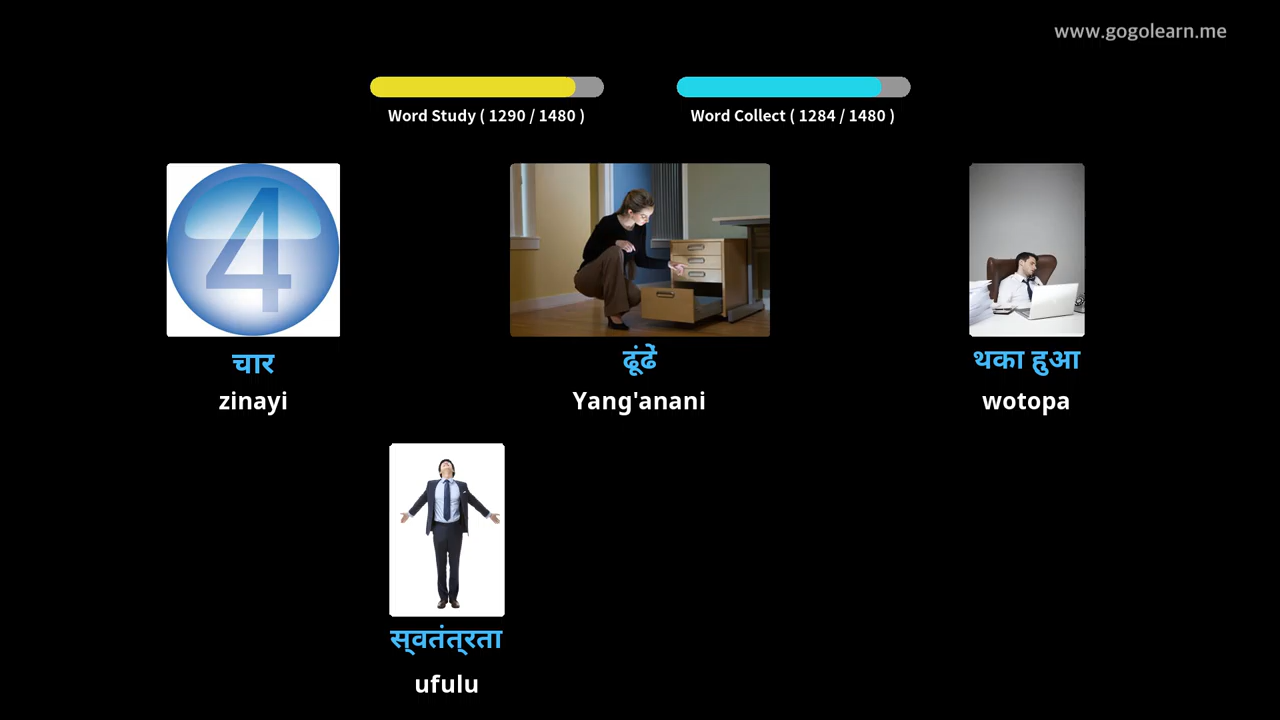 www.gogolearn.me
Word Study ( 1290 / 1480 )
Word Collect ( 1284 / 1480 )
4
चार
zinayi
ढूंढें
Yang'anani
थका हुआ
wotopa
स्वतंत्रता
ufulu